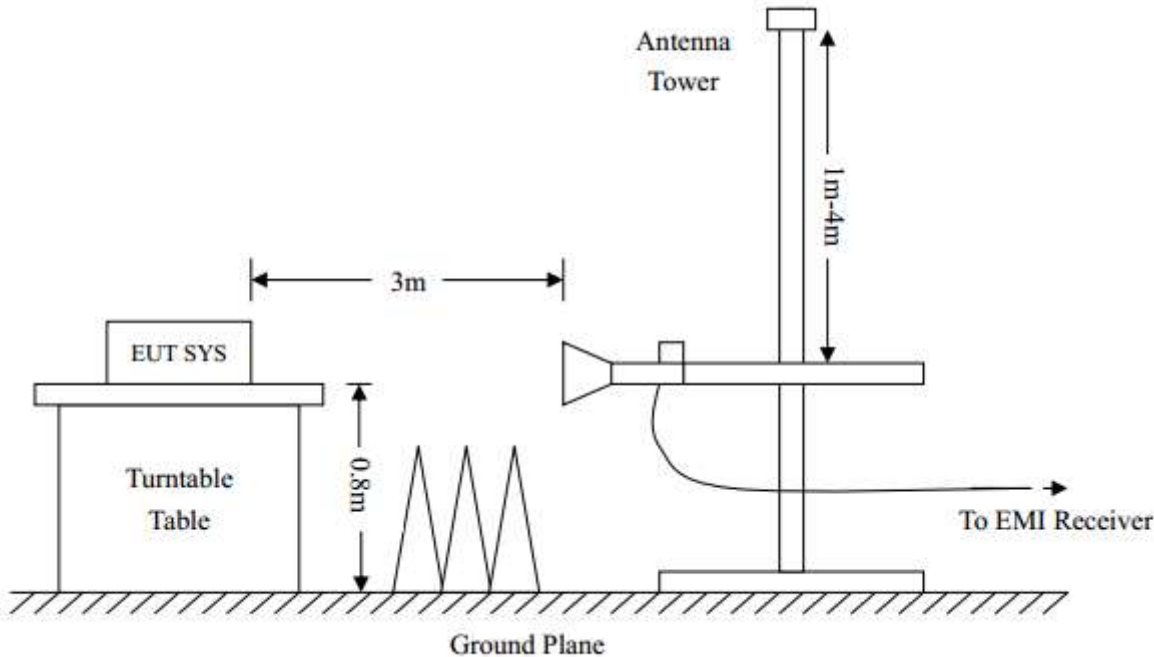 Antenna
Tower
1m-4m
3m
EUT SYS
0.8m
Turntable
Table
To EMI Receiver
Ground Plane